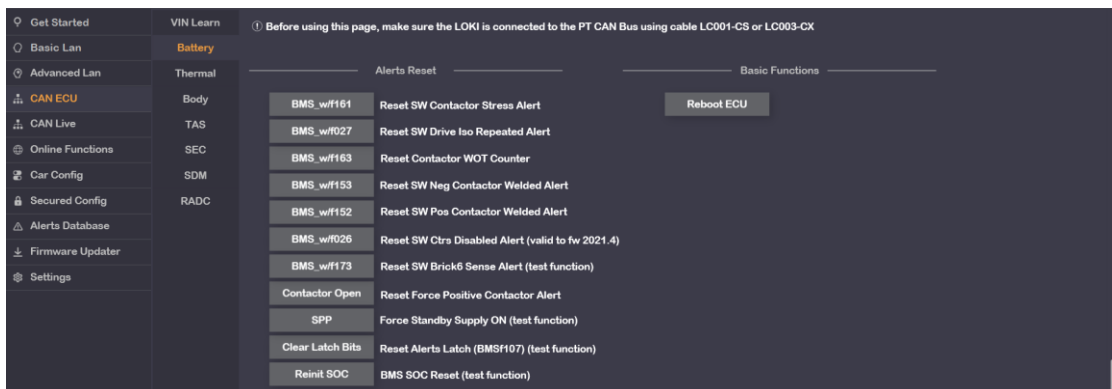 Get Started
Basic Lan
Advanced Lan
CAN ECU
CAN Live
Online Functions
Car Config
Secured Config
Alerts Database
Firmware Updater
Settings
VIN Learn
Battery
Thermal
Body
TAS
SEC
SDM
RADC
Before using this page, make sure the LOKI is connected to the PT CAN Bus using cable LC001-CS or LC003-CX
Alerts Reset
BMS_w/f161 Reset SW Contactor Stress Alert
BMS_w/f027 Reset SW Drive Iso Repeated Alert
BMS_w/f163 Reset Contactor WOT Counter
BMS_w/f153 Reset SW Neg Contactor Welded Alert
BMS_w/f152 Reset SW Pos Contactor Welded Alert
BMS_w/f026 Reset SW Ctrs Disabled Alert (valid to fw 2021.4)
BMS_w/f173 Reset SW Brick6 Sense Alert (test function)
Contactor Open Reset Force Positive Contactor Alert
SPP Force Standby Supply ON (test function)
Clear Latch Bits Reset Alerts Latch (BMSf107) (test function)
Reinit SOC BMS SOC Reset (test function)
Basic Functions
Reboot ECU